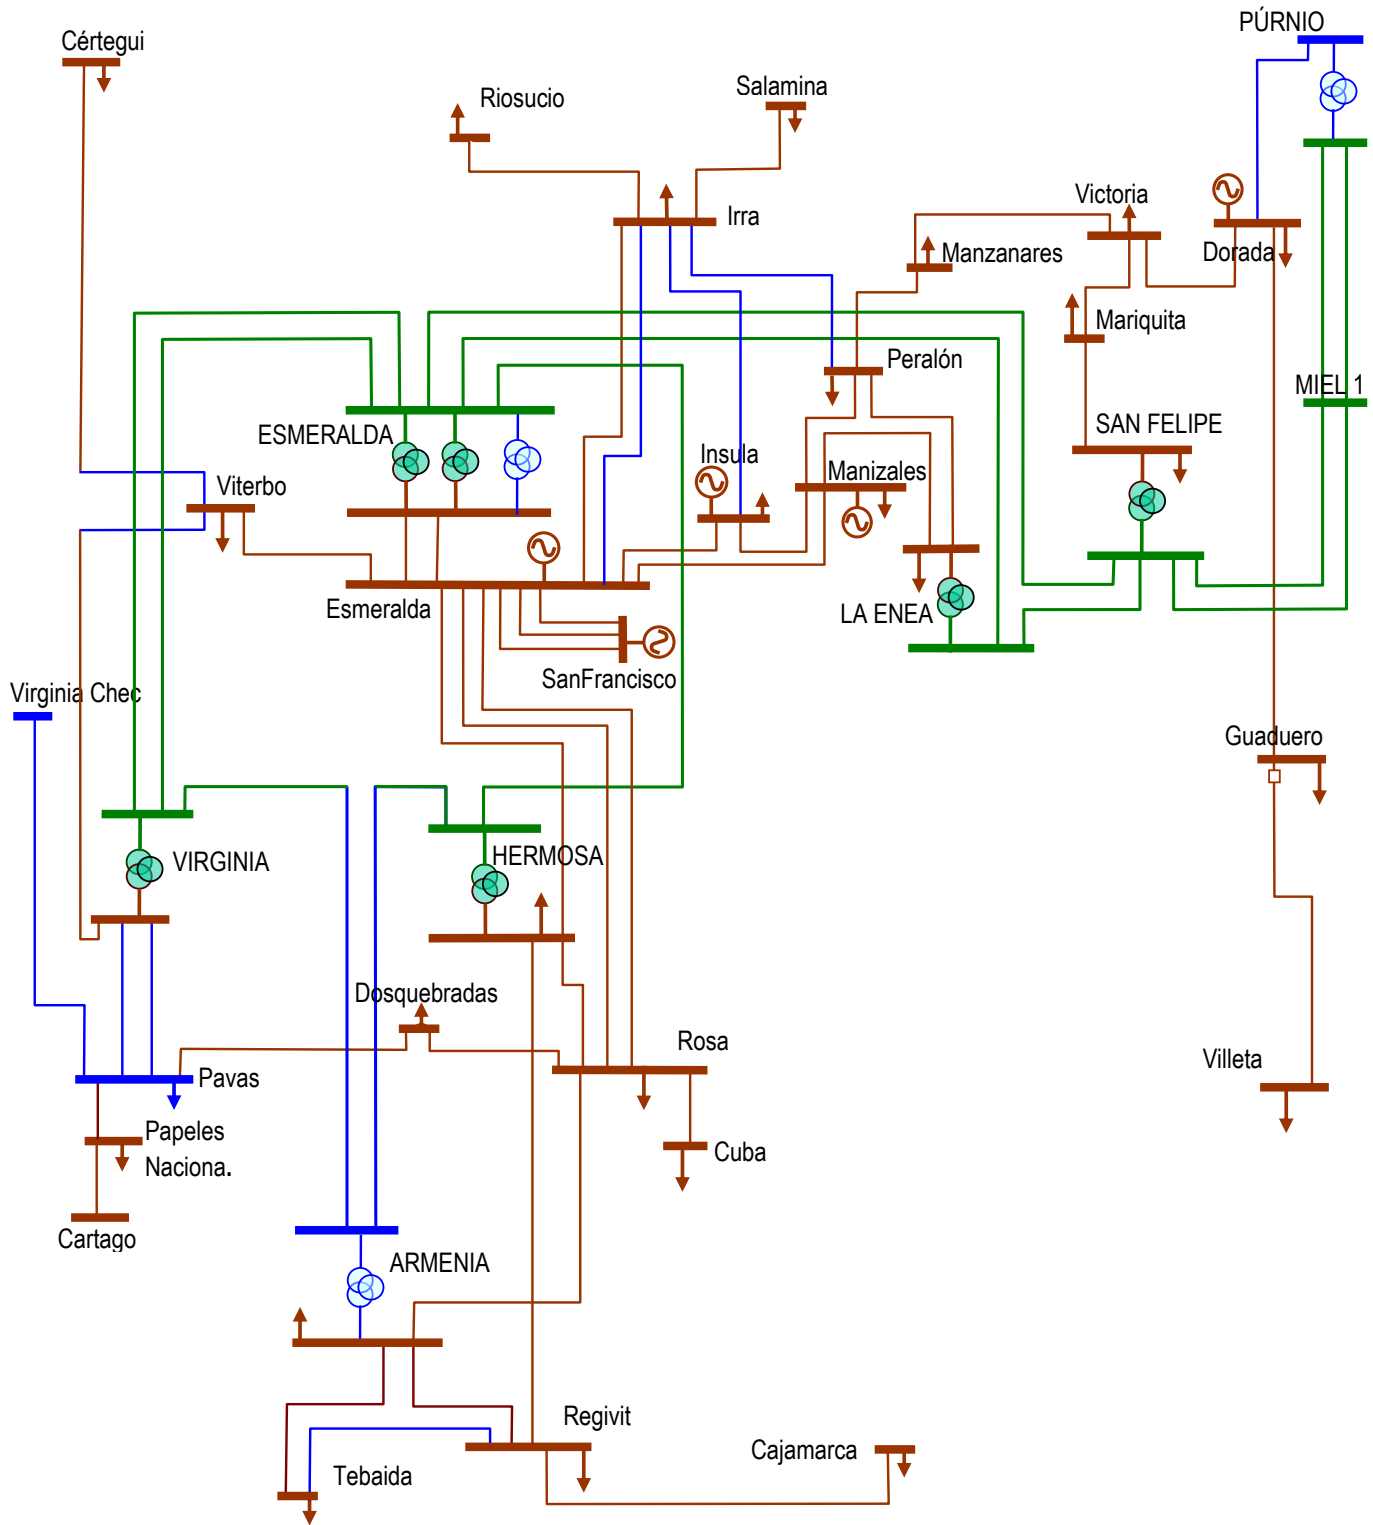 PÚRNIO
Cértegui
Salamina
Riosucio
Victoria
Irra
Manzanares
Dorada
Mariquita
Peralón
MIEL 1
ESMERALDA
SAN FELIPE
Insula
Manizales
Viterbo
Esmeralda
LA ENEA
SanFrancisco
Virginia Chec
Guaduero
VIRGINIA
HERMOSA
Dosquebradas
Rosa
Villeta
Pavas
Papeles
Naciona.
Cuba
Cartago
ARMENIA
Regivit
Cajamarca
Tebaida